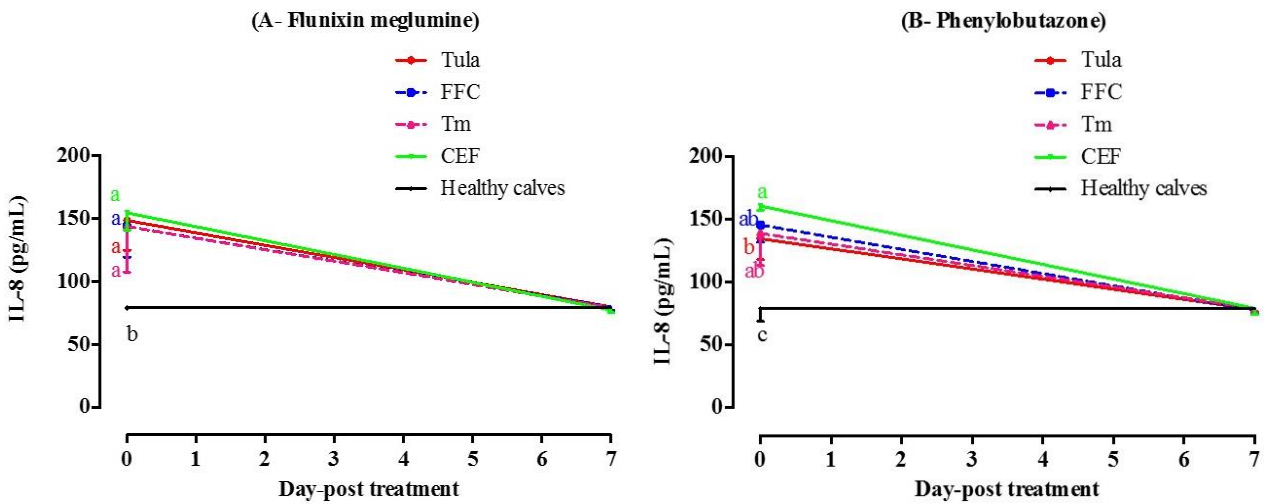 (A- Flunixin meglumine)
Tula
FFC
Tm
CEF
Healthy calves
IL-8 (pg/mL)
200
150
100
50
0
a
a
a
a
b
0 1 2 3 4 5 6 7
Day-post treatment
(B- Phenylobutazone)
Tula
FFC
Tm
CEF
Healthy calves
IL-8 (pg/mL)
200
150
100
50
0
a
ab
b
ab
c
0 1 2 3 4 5 6 7
Day-post treatment